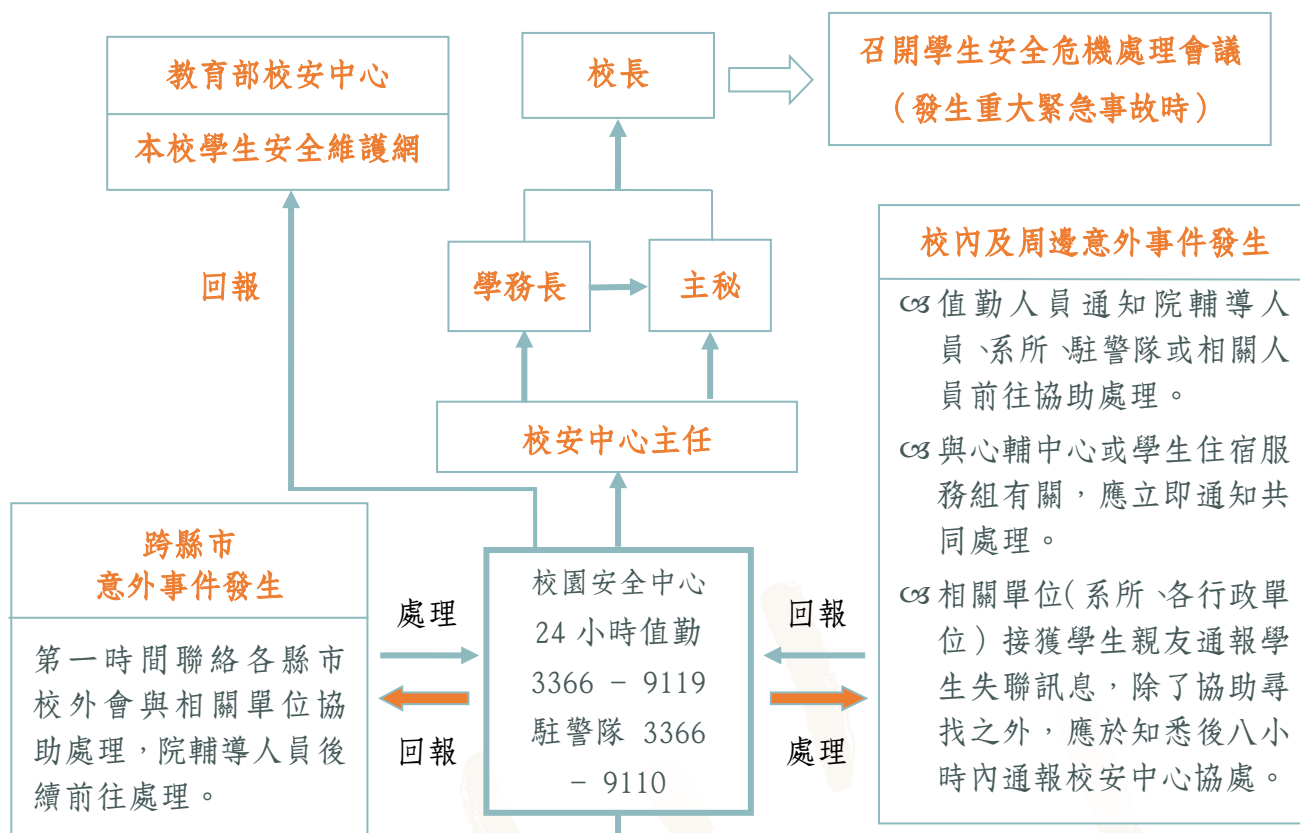 教育部校安中心
本校學生安全維護網
校長
召開學生安全危機處理會議
（發生重大緊急事故時）
回報
學務長
主秘
校安中心主任
校內及周邊意外事件發生
值勤人員通知院輔導人
員、系所、駐警隊或相關人
員前往協助處理。
與心輔中心或學生住宿服
務組有關，應立即通知共
同處理。
相關單位（系所、各行政單
位）接獲學生親友通報學
生失聯訊息，除了協助尋
找之外，應於知悉後八小
時內通報校安中心協處。
跨縣市
意外事件發生
第一時間聯絡各縣市
校外會與相關單位協
助處理，院輔導人員後
續前往處理。
處理
回報
校園安全中心
24 小時值勤
3366 – 9119
駐警隊 3366
– 9110
回報
處理